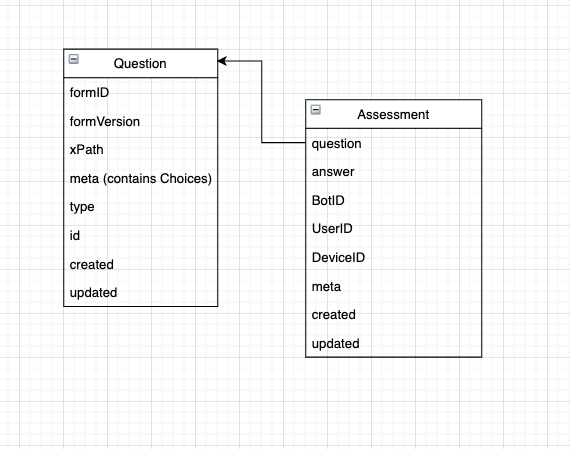 Question
formID
formVersion
xPath
meta (contains Choices)
type
id
created
updated
Assessment
question
answer
BotID
UserID
DeviceID
meta
created
updated